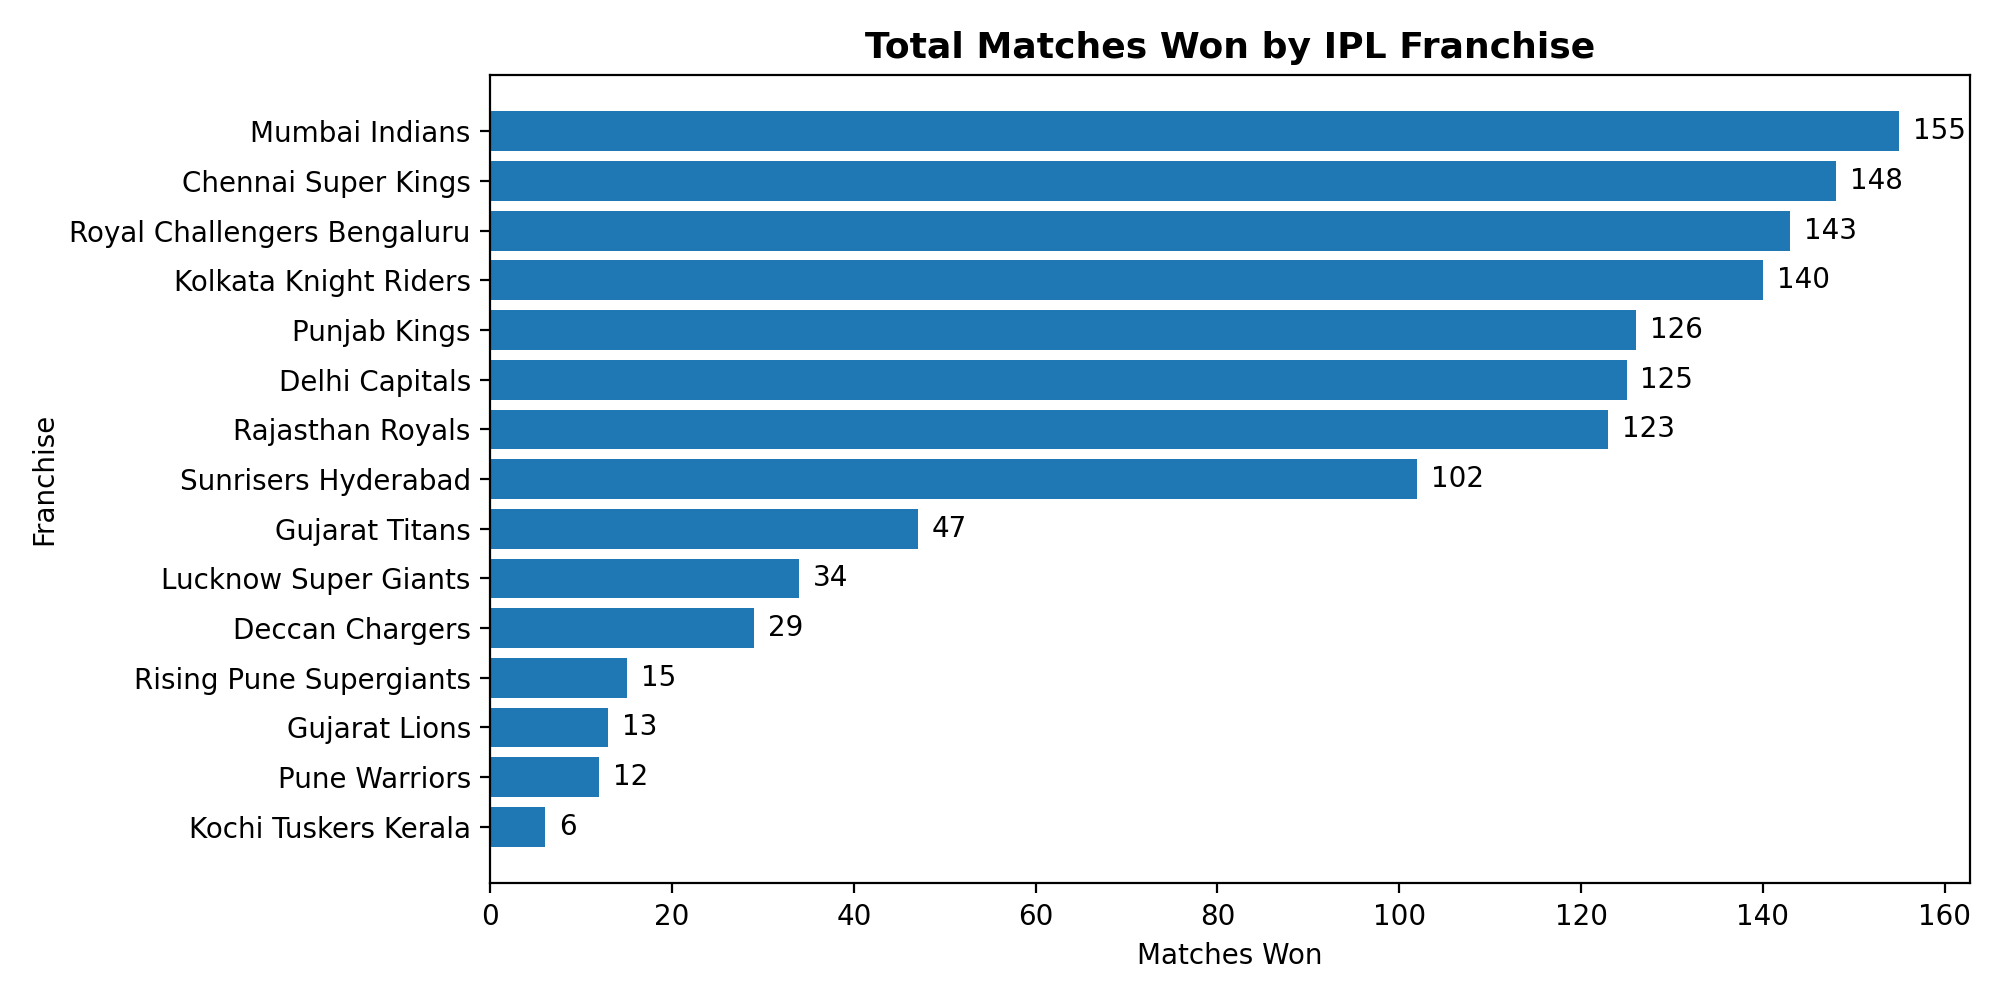 Total Matches Won by IPL Franchise
Franchise
Mumbai Indians 155
Chennai Super Kings 148
Royal Challengers Bengaluru 143
Kolkata Knight Riders 140
Punjab Kings 126
Delhi Capitals 125
Rajasthan Royals 123
Sunrisers Hyderabad 102
Gujarat Titans 47
Lucknow Super Giants 34
Deccan Chargers 29
Rising Pune Supergiants 15
Gujarat Lions 13
Pune Warriors 12
Kochi Tuskers Kerala 6
0 20 40 60 80 100 120 140 160
Matches Won